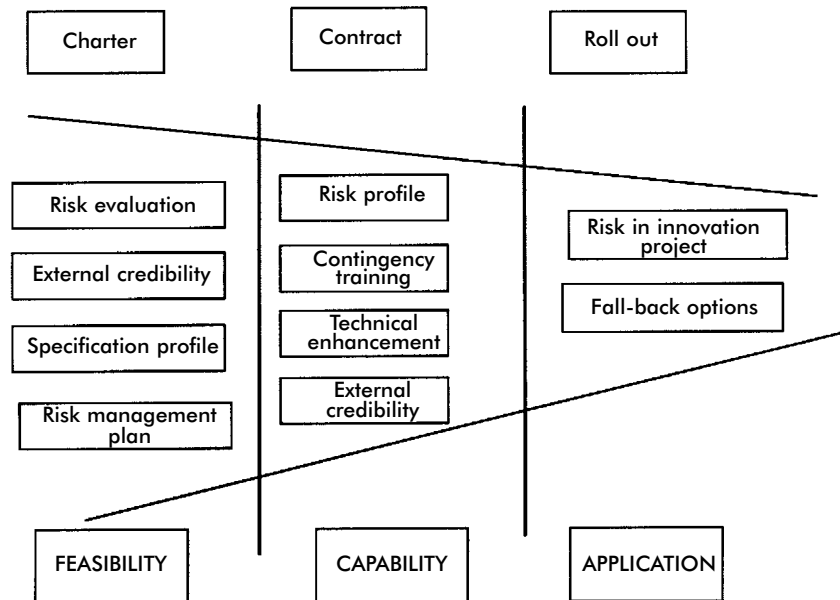 Charter
Contract
Roll out
Risk evaluation
External credibility
Specification profile
Risk management
plan
Risk profile
Contingency
training
Technical
enhancement
External
credibility
Risk in innovation
project
Fall-back options
FEASIBILITY
CAPABILITY
APPLICATION